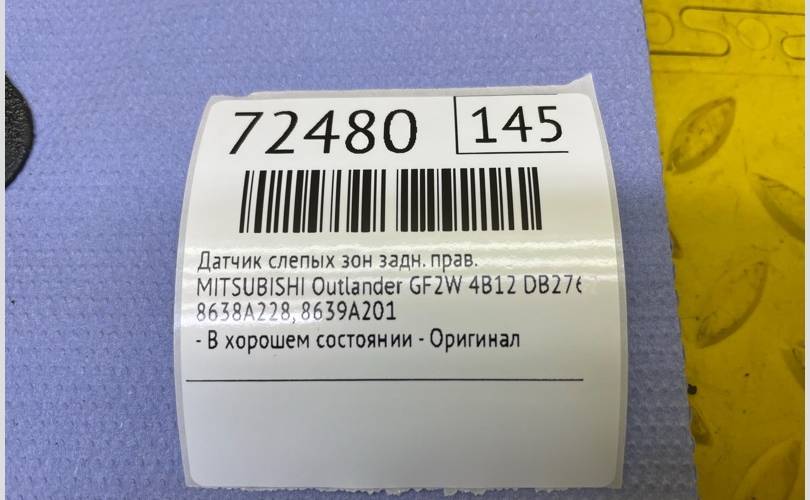 72480 145
Датчик слепых зон задн. прав.
MITSUBISHI Outlander GF2W 4B12 DB276
8638A228, 8639A201
- В хорошем состоянии - Оригинал